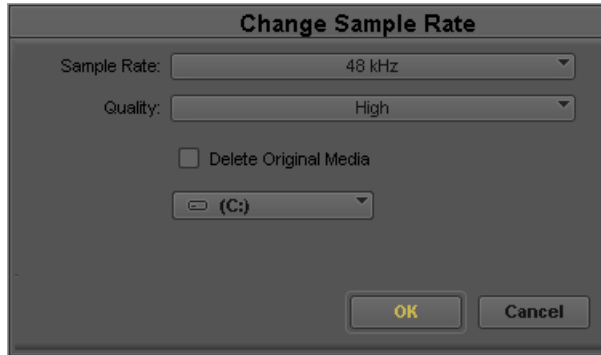 Change Sample Rate
Sample Rate: 48 kHz
Quality: High
Delete Original Media
(C:)
OK Cancel